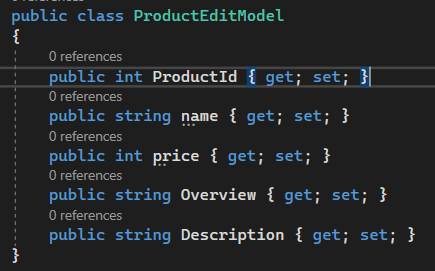 public class ProductEditModel
{
0 references
public int ProductId { get; set; }
0 references
public string name { get; set; }
0 references
public int price { get; set; }
0 references
public string Overview { get; set; }
0 references
public string Description { get; set; }
}